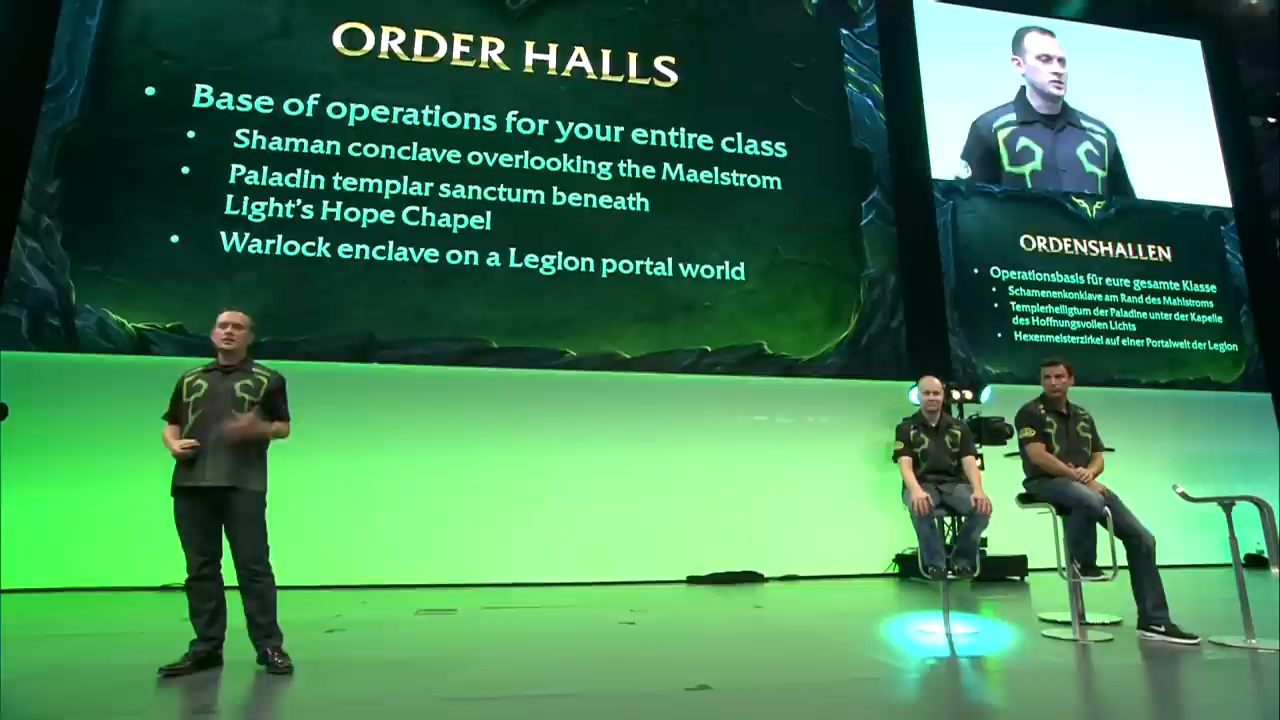 ORDER HALLS
• Base of operations for your entire class
• Shaman conclave overlooking the Maelstrom
• Paladin templar sanctum beneath
Light's Hope Chapel
• Warlock enclave on a Legion portal world
ORDENSHALLEN
• Operationsbasis für eure gesamte Klasse
• Schamenenkonklave am Rand des Mahlstroms
• Templerheiligtum der Paladine unter der Kapelle
des Hoffnungsvollen Lichts
• Hexenmeisterzirkel auf einer Portalwelt der Legion